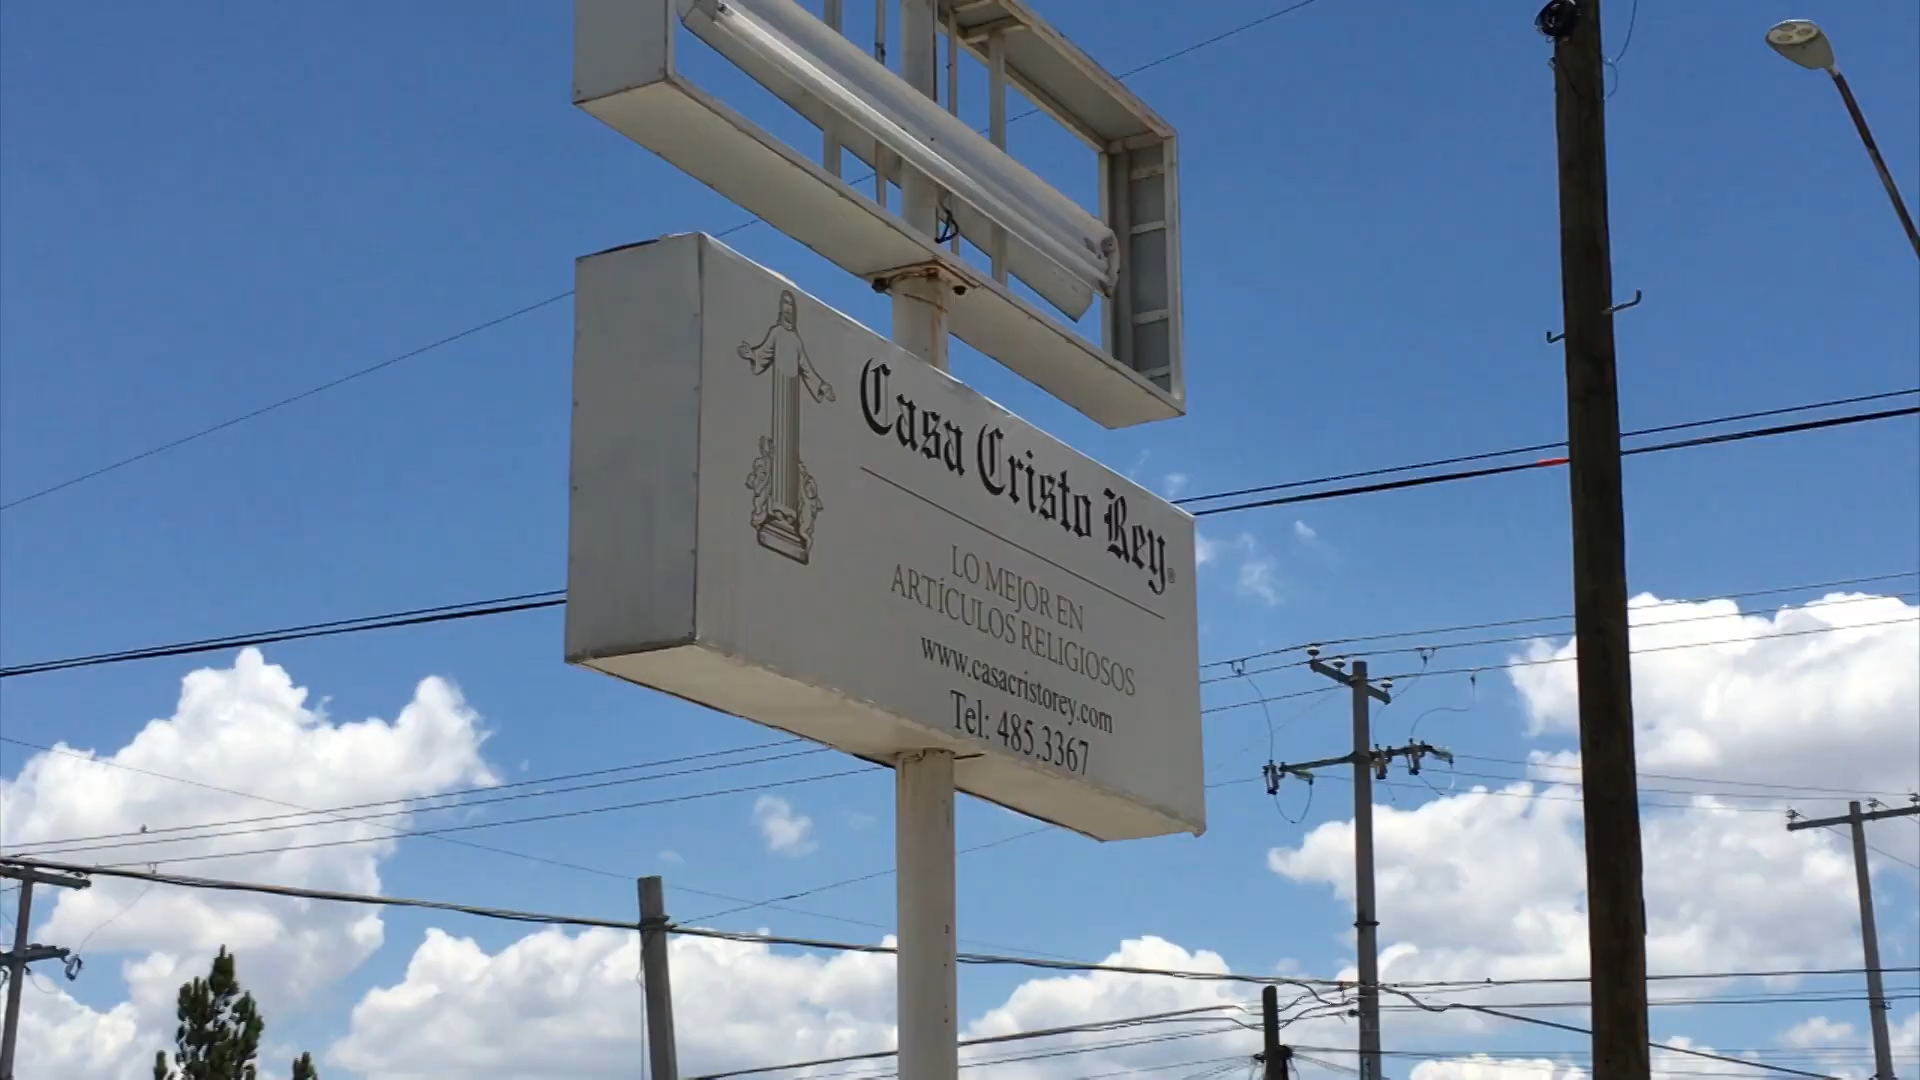 Casa Cristo Rey®
LO MEJOR EN
ARTÍCULOS RELIGIOSOS
www.casacristorey.com
Tel: 485.3367